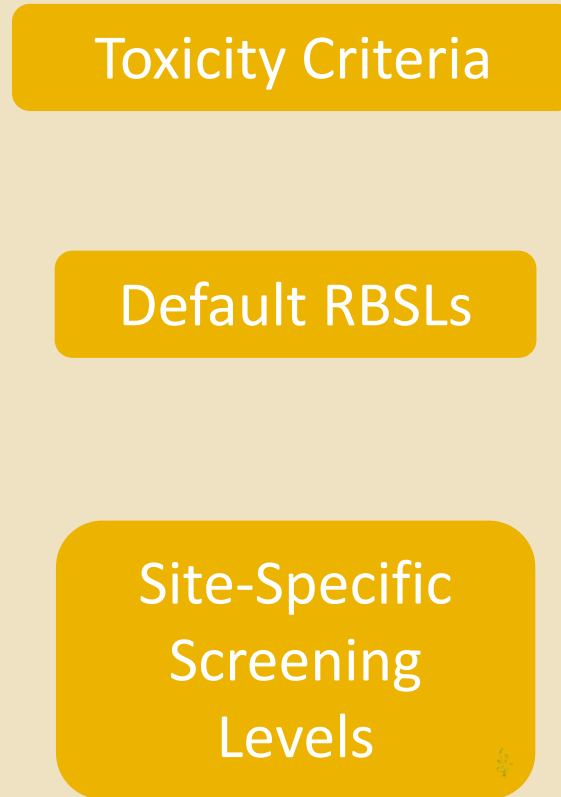 Toxicity Criteria
Default RBSLs
Site-Specific
Screening
Levels